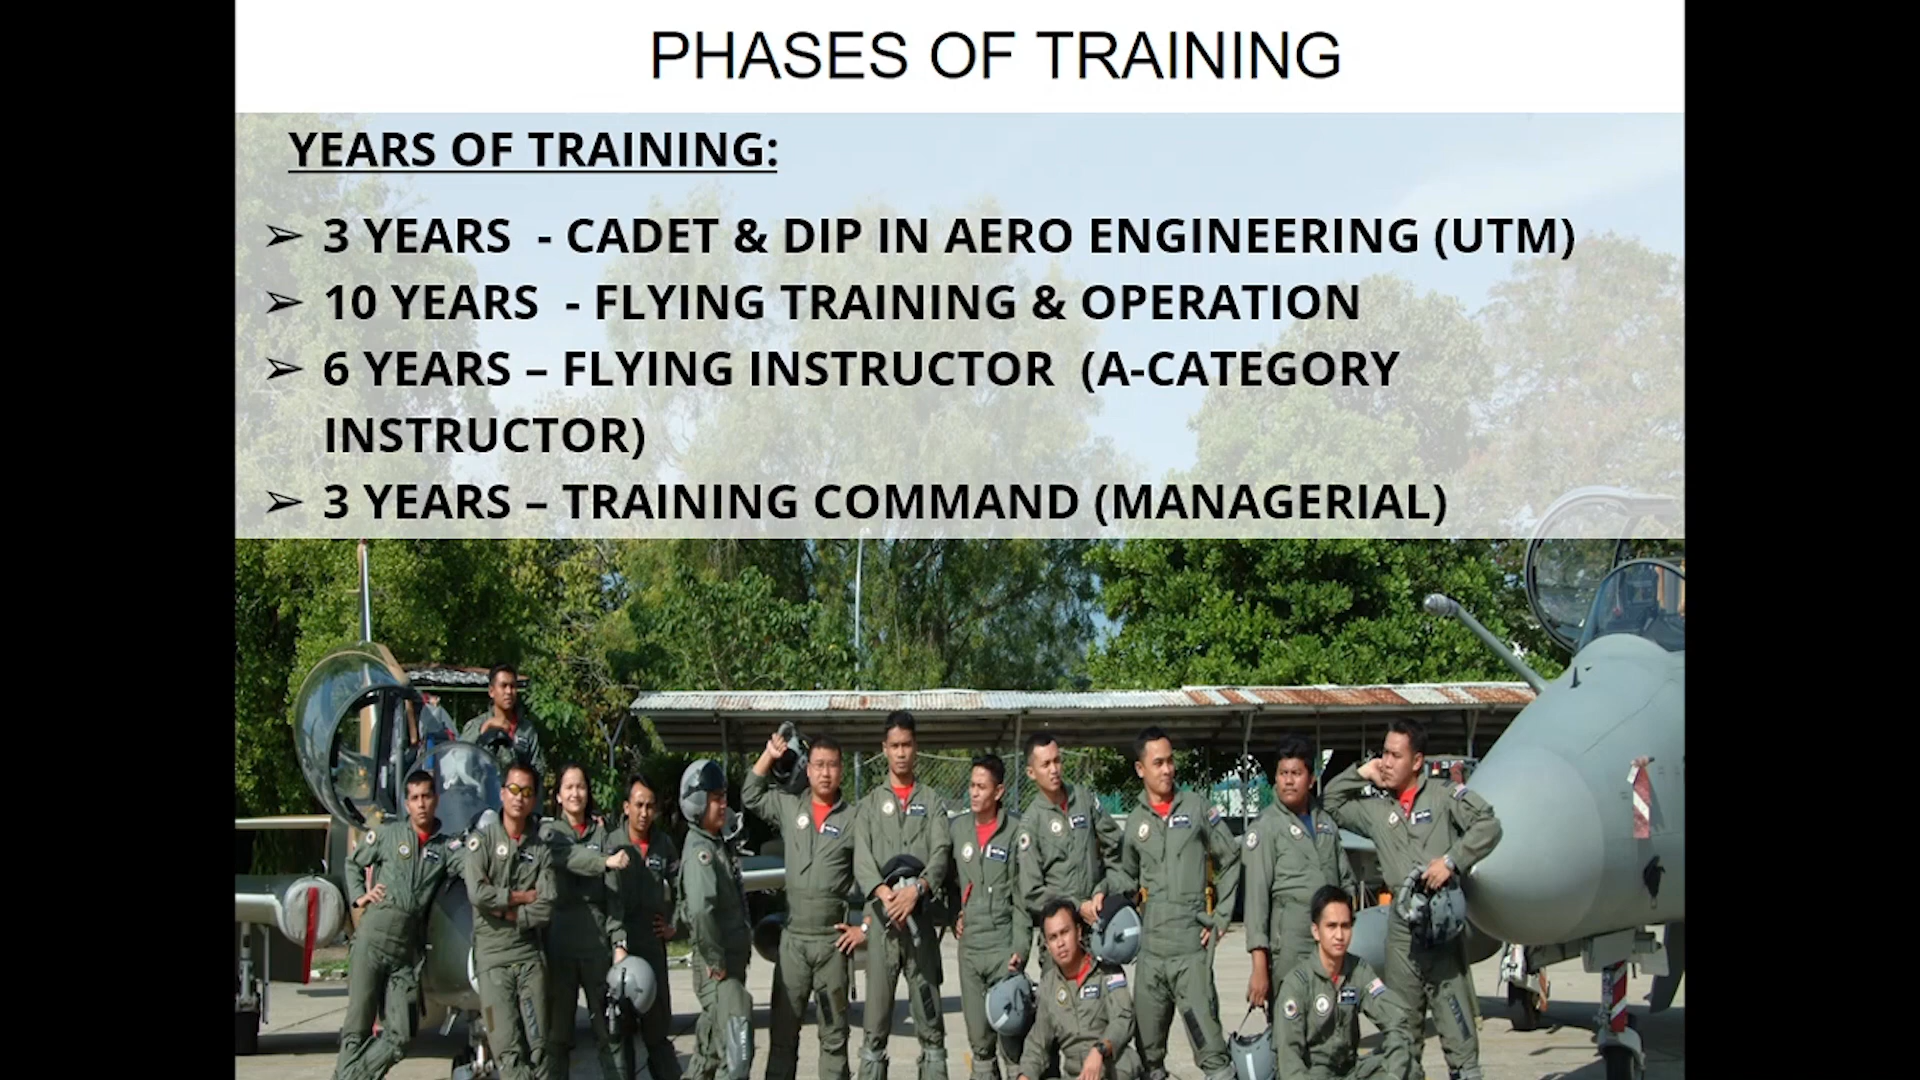 PHASES OF TRAINING
YEARS OF TRAINING:
➢ 3 YEARS - CADET & DIP IN AERO ENGINEERING (UTM)
➢ 10 YEARS - FLYING TRAINING & OPERATION
➢ 6 YEARS – FLYING INSTRUCTOR (A-CATEGORY
INSTRUCTOR)
➢ 3 YEARS – TRAINING COMMAND (MANAGERIAL)